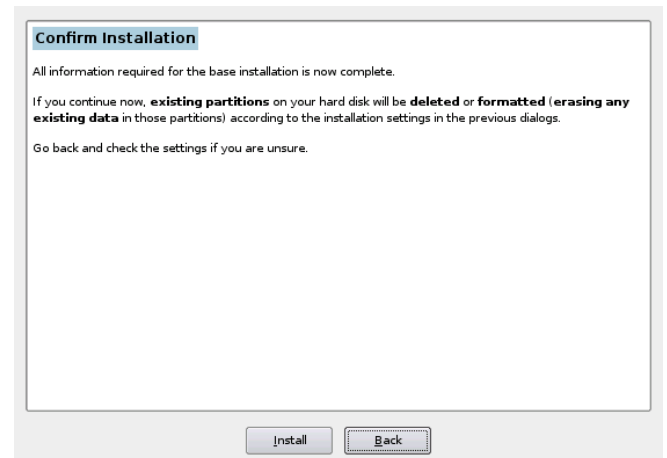 Confirm Installation
All information required for the base installation is now complete.
If you continue now, existing partitions on your hard disk will be deleted or formatted (erasing any
existing data in those partitions) according to the installation settings in the previous dialogs.
Go back and check the settings if you are unsure.
Install
Back